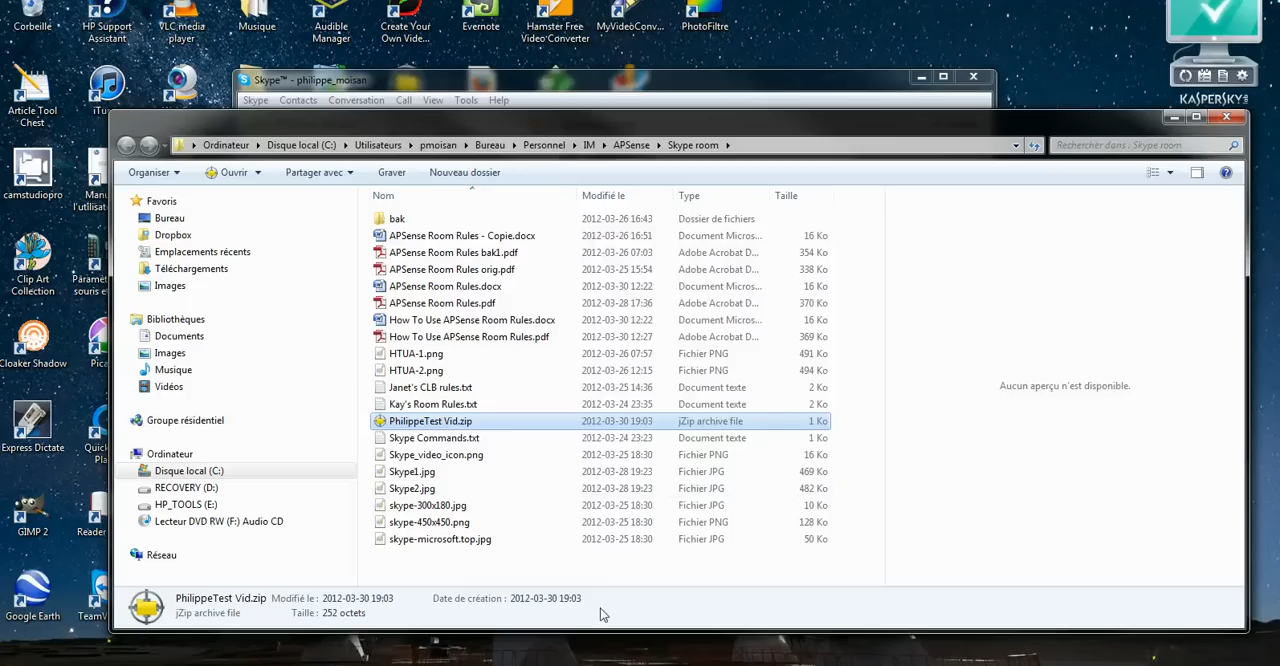 Corbeille
HP Support Assistant
VLC media player
Musique
Audible Manager
Create Your Own Vide...
Evernote
Hamster Free Video Converter
MyVideoConv...
PhotoFiltre
Article Tool Chest
iTu
KASPERSKY
Skype™ - philippe_moisan
Skype Contacts Conversation Call View Tools Help
Ordinateur Disque local (C:) Utilisateurs pmoisan Bureau Personnel IM APSense Skype room
Rechercher dans : Skype room
Organiser Ouvrir Partager avec Graver Nouveau dossier
Nom Modifié le Type Taille
bak 2012-03-26 16:43 Dossier de fichiers
APSense Room Rules - Copie.docx 2012-03-26 16:51 Document Micros... 16 Ko
APSense Room Rules bak1.pdf 2012-03-26 07:03 Adobe Acrobat D... 354 Ko
APSense Room Rules orig.pdf 2012-03-25 15:54 Adobe Acrobat D... 338 Ko
APSense Room Rules.docx 2012-03-30 12:22 Document Micros... 16 Ko
APSense Room Rules.pdf 2012-03-28 17:36 Adobe Acrobat D... 370 Ko
How To Use APSense Room Rules.docx 2012-03-30 12:22 Document Micros... 16 Ko
How To Use APSense Room Rules.pdf 2012-03-30 12:27 Adobe Acrobat D... 369 Ko
HTUA-1.png 2012-03-26 07:57 Fichier PNG 491 Ko
HTUA-2.png 2012-03-26 12:15 Fichier PNG 494 Ko
Janet's CLB rules.txt 2012-03-25 14:36 Document texte 2 Ko
Kay's Room Rules.txt 2012-03-24 23:35 Document texte 2 Ko
PhilippeTest Vid.zip 2012-03-30 19:03 jZip archive file 1 Ko
Skype Commands.txt 2012-03-24 23:23 Document texte
Skype_video_icon.png 2012-03-25 18:30 Fichier PNG 16 Ko
Skype1.jpg 2012-03-28 19:23 Fichier JPG 469 Ko
Skype2.jpg 2012-03-28 19:23 Fichier JPG 482 Ko
skype-300x180.jpg 2012-03-25 18:30 Fichier JPG 10 Ko
skype-450x450.png 2012-03-25 18:30 Fichier PNG 128 Ko
skype-microsoft.top.jpg 2012-03-25 18:30 Fichier JPG 50 Ko
Favoris
Bureau
Dropbox
Emplacements récents
Téléchargements
Images
Bibliothèques
Documents
Images
Musique
Vidéos
Groupe résidentiel
Ordinateur
Disque local (C:)
RECOVERY (D:)
HP_TOOLS (E:)
Lecteur DVD RW (F:) Audio CD
Réseau
Aucun aperçu n'est disponible.
PhilippeTest Vid.zip Modifié le : 2012-03-30 19:03 Date de création : 2012-03-30 19:03
jZip archive file Taille : 252 octets
camstudiopro
Manu
l'utilisat
Clip Art Collection
Paramèt
souris e
Cloaker Shadow
Pica
Express Dictate
Quick
Pla
GIMP 2
Reader
Google Earth
TeamV